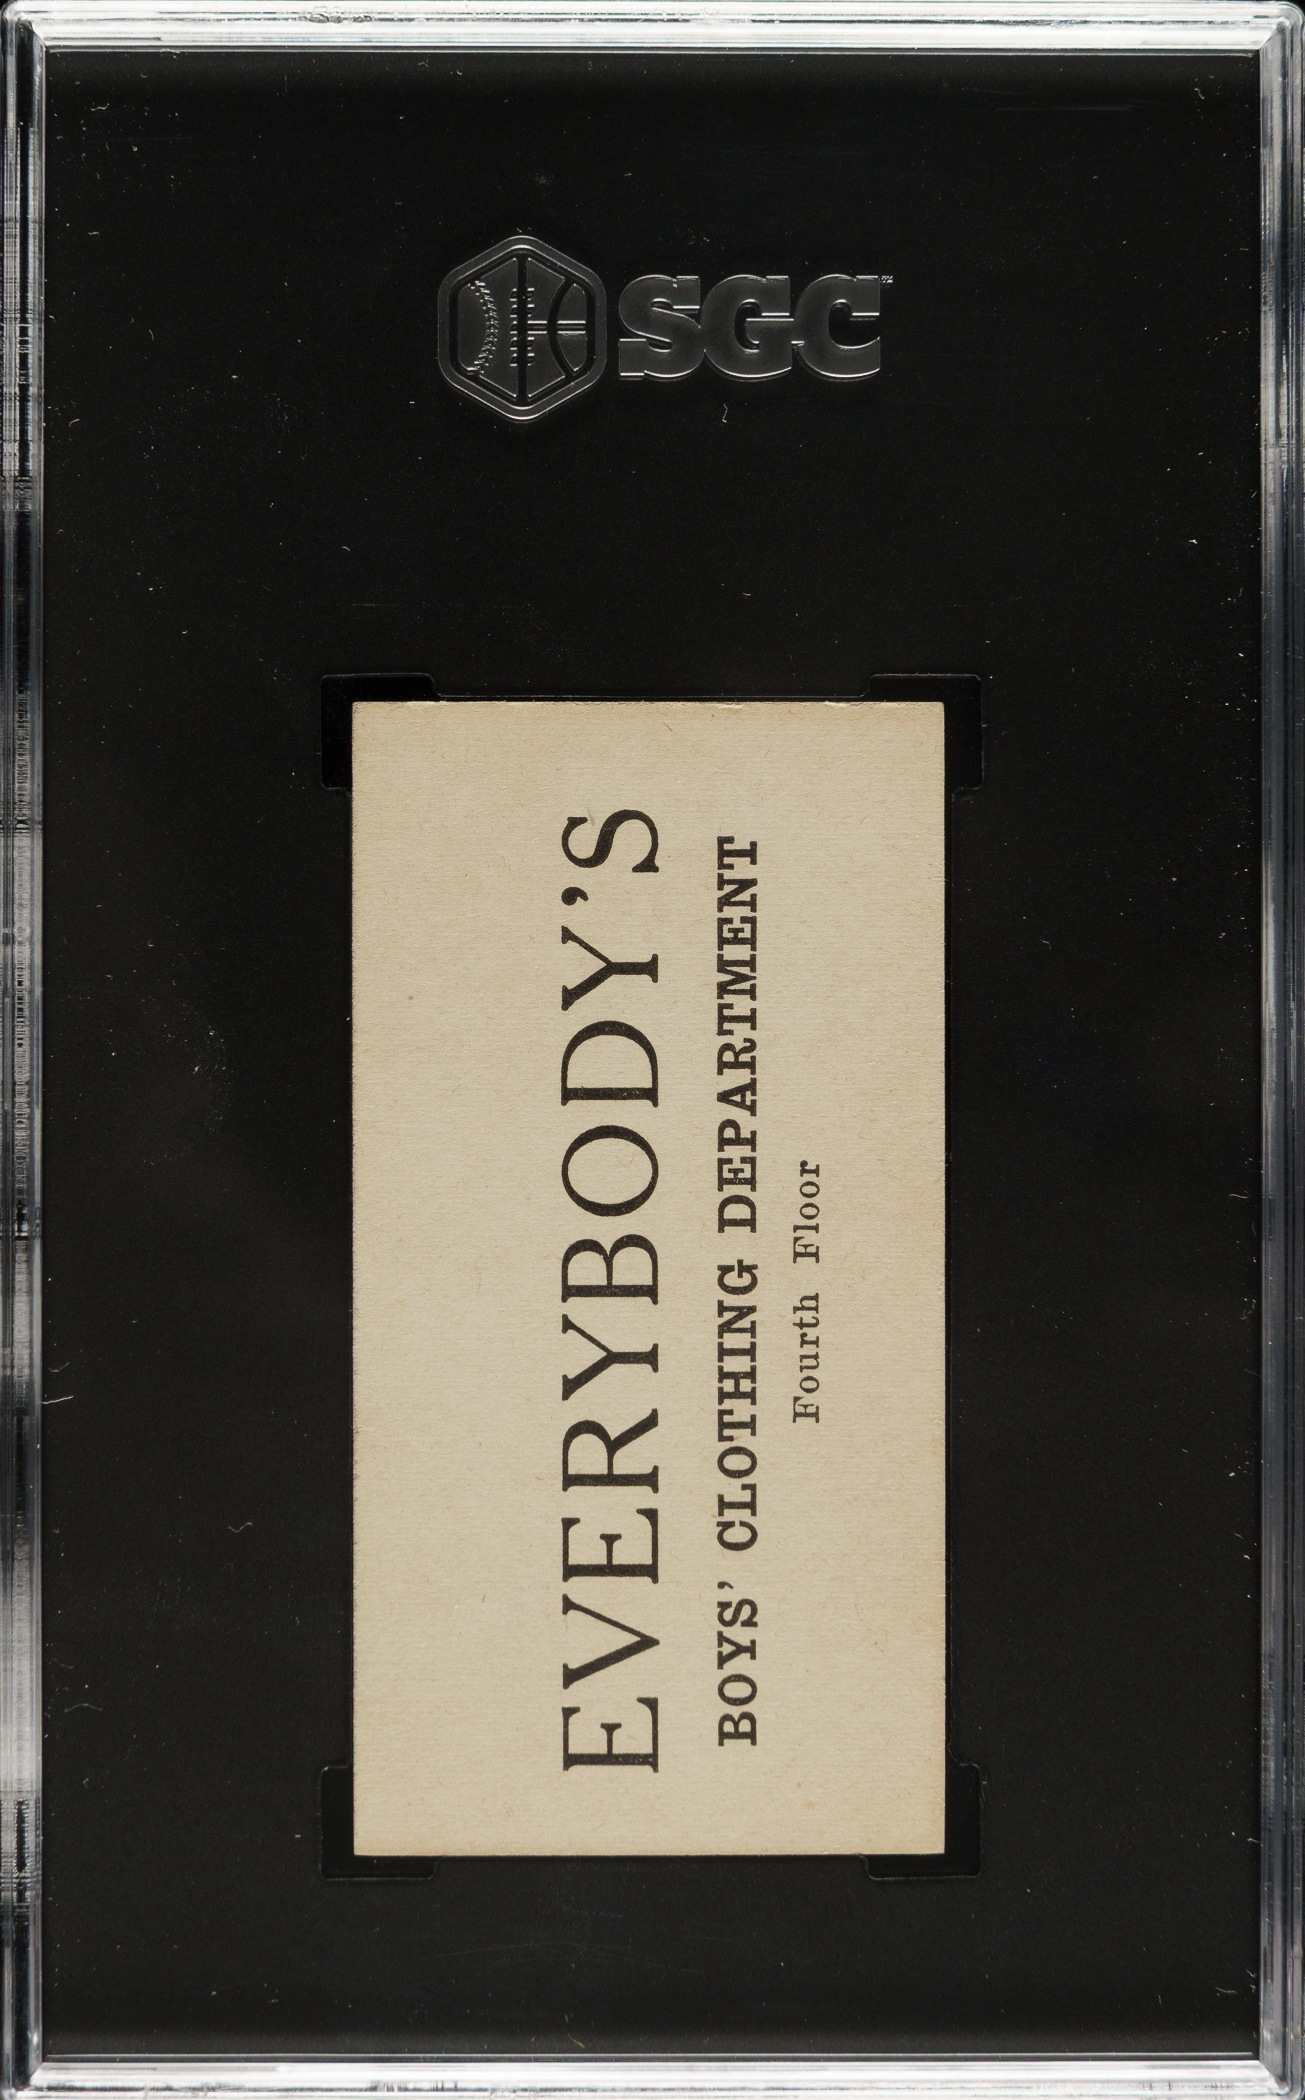 SGC
EVERYBODY'S
BOYS' CLOTHING DEPARTMENT
Fourth Floor